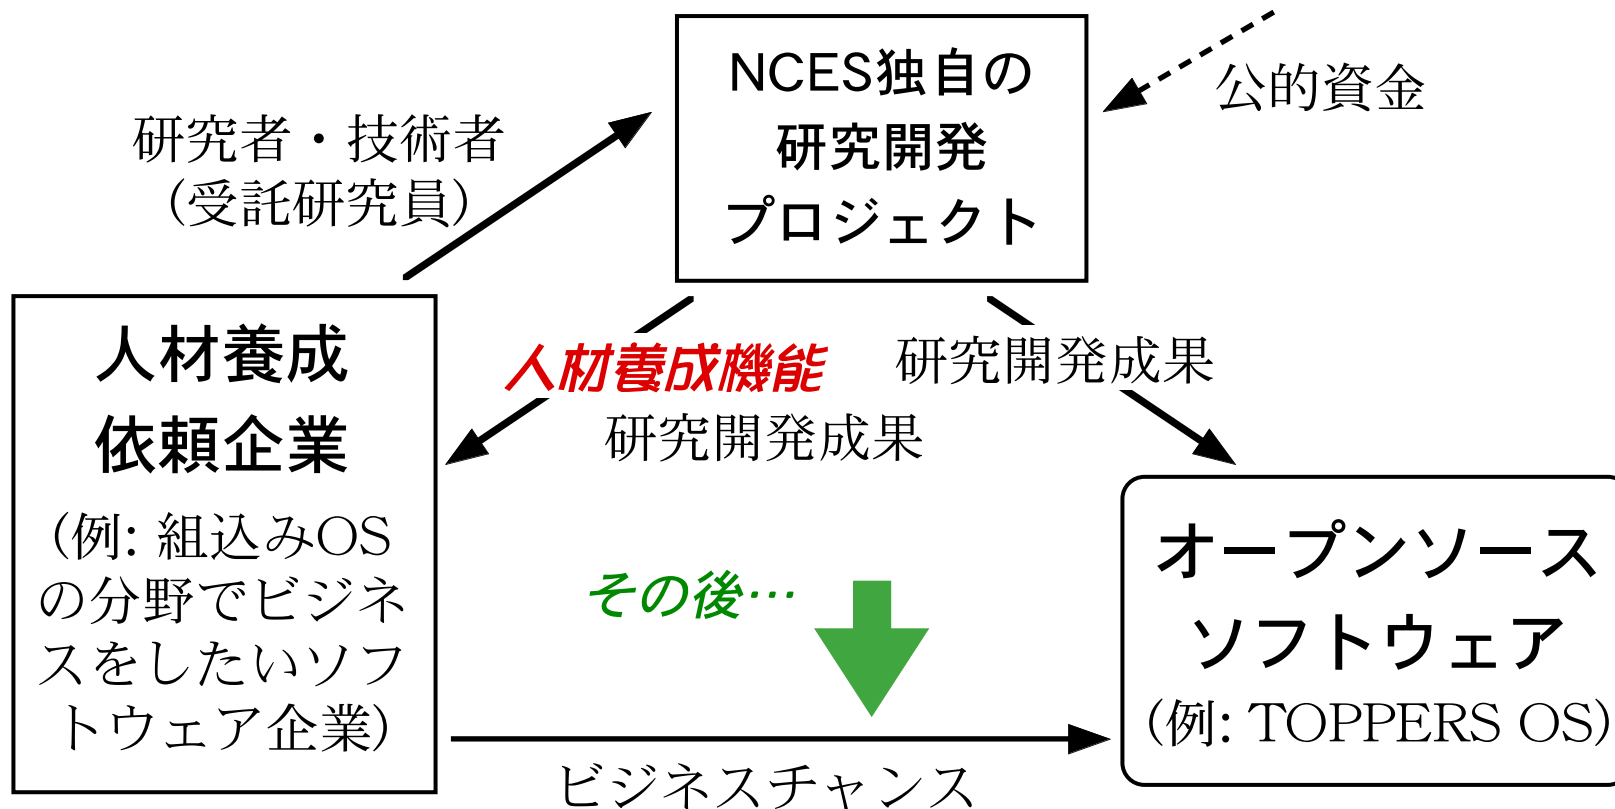 NCES独自の
研究開発
プロジェクト
公的資金
研究者・技術者
（受託研究員）
人材養成機能
研究開発成果
研究開発成果
人材養成
依頼企業
（例: 組込みOS
の分野でビジネ
スをしたいソフ
トウェア企業）
その後…
オープンソース
ソフトウェア
（例: TOPPERS OS）
ビジネスチャンス